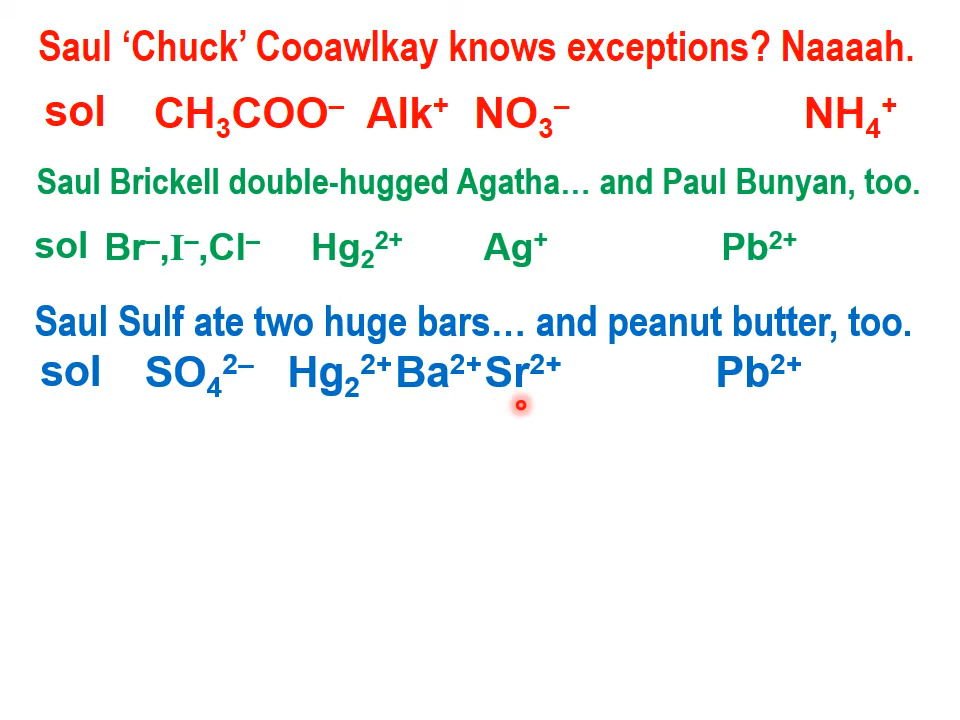 Saul ‘Chuck’ Cooawlkay knows exceptions? Naaaah.
sol CH₃COO⁻ Alk⁺ NO₃⁻ NH₄⁺
Saul Brickell double-hugged Agatha… and Paul Bunyan, too.
sol Br⁻,I⁻,Cl⁻ Hg₂²⁺ Ag⁺ Pb²⁺
Saul Sulf ate two huge bars… and peanut butter, too.
sol SO₄²⁻ Hg₂²⁺ Ba²⁺ Sr²⁺ Pb²⁺